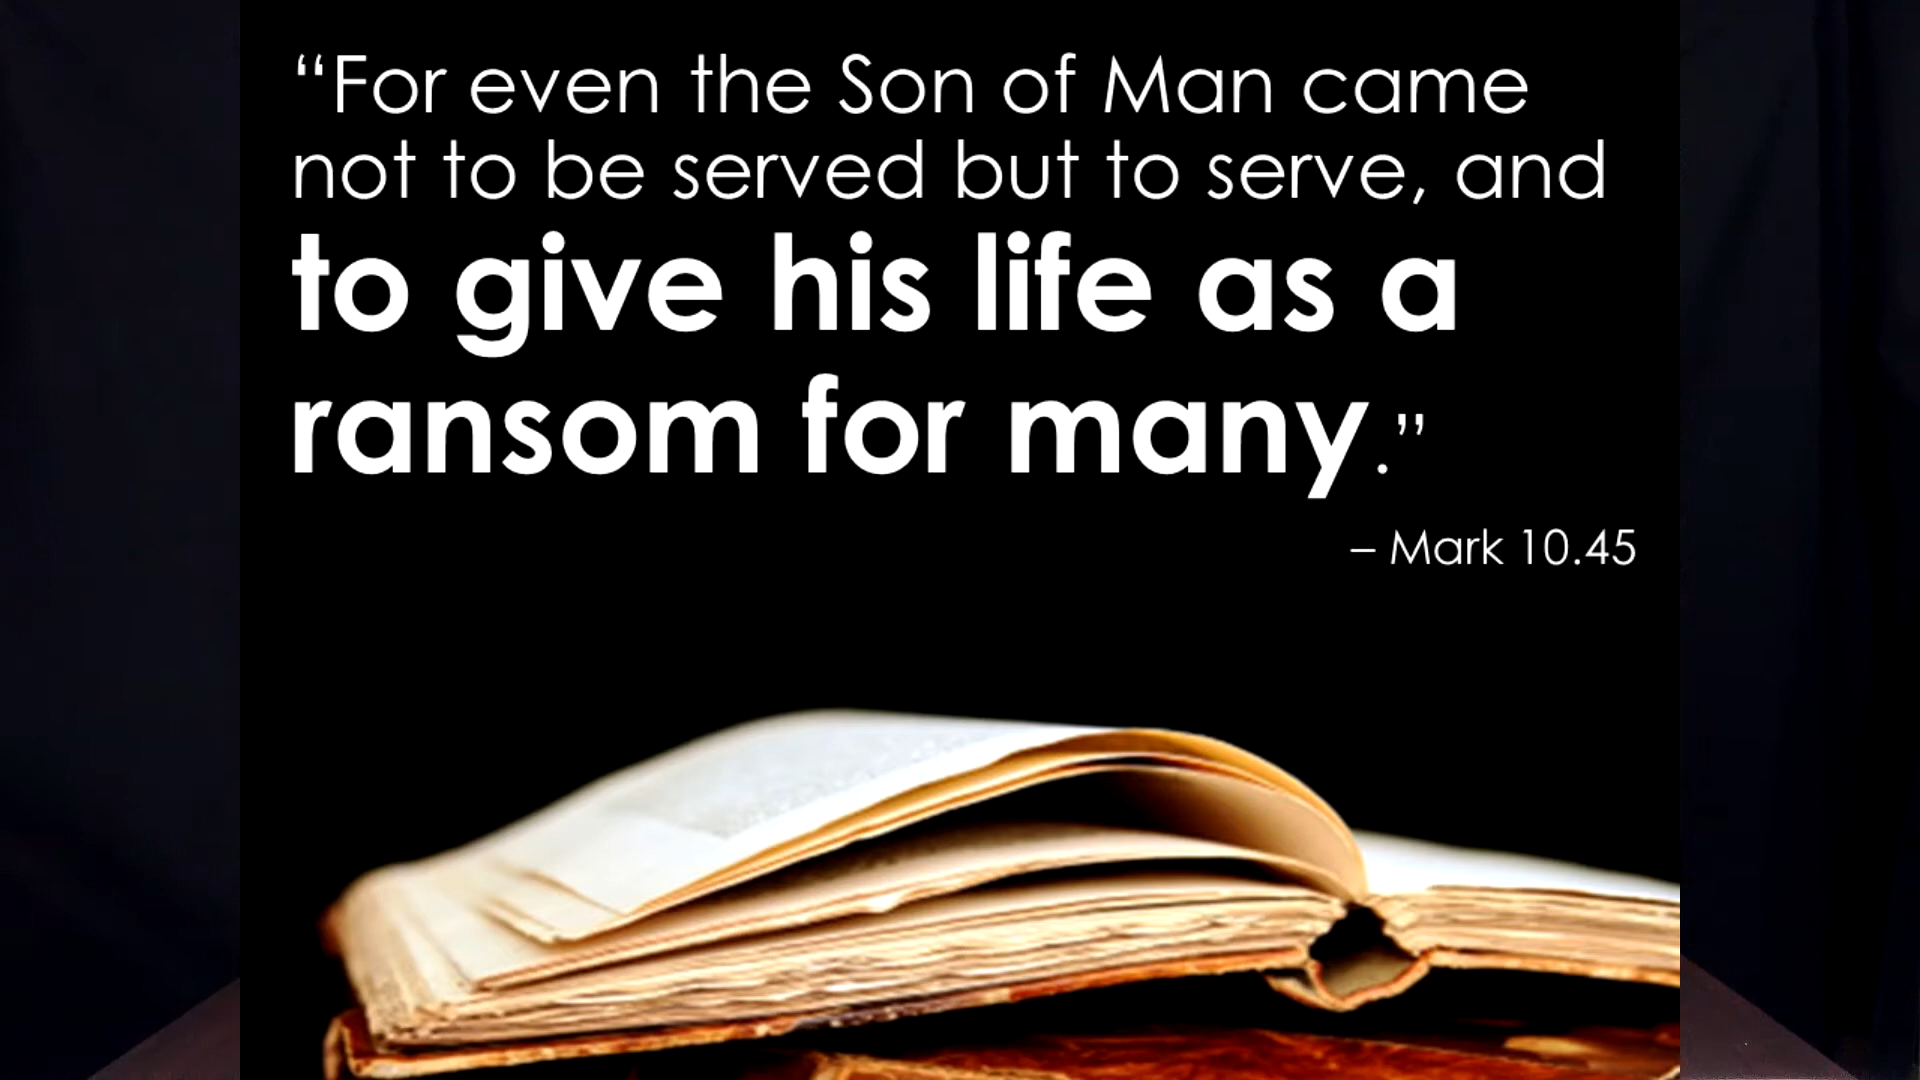 “For even the Son of Man came
not to be served but to serve, and
to give his life as a
ransom for many.”
– Mark 10.45